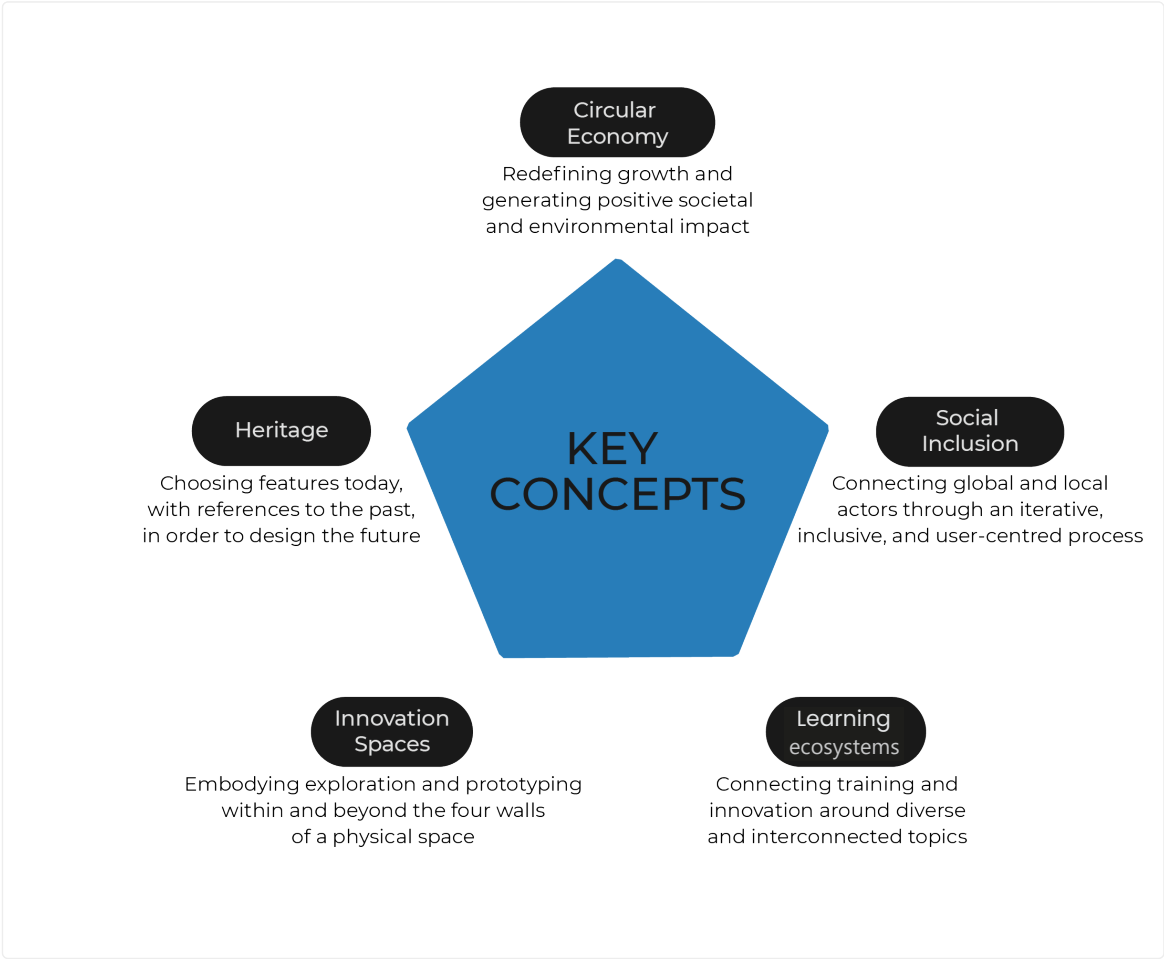 Circular
Economy
Redefining growth and
generating positive societal
and environmental impact
Heritage
Choosing features today,
with references to the past,
in order to design the future
KEY
CONCEPTS
Social
Inclusion
Connecting global and local
actors through an iterative,
inclusive, and user-centred process
Innovation
Spaces
Embodying exploration and prototyping
within and beyond the four walls
of a physical space
Learning
ecosystems
Connecting training and
innovation around diverse
and interconnected topics